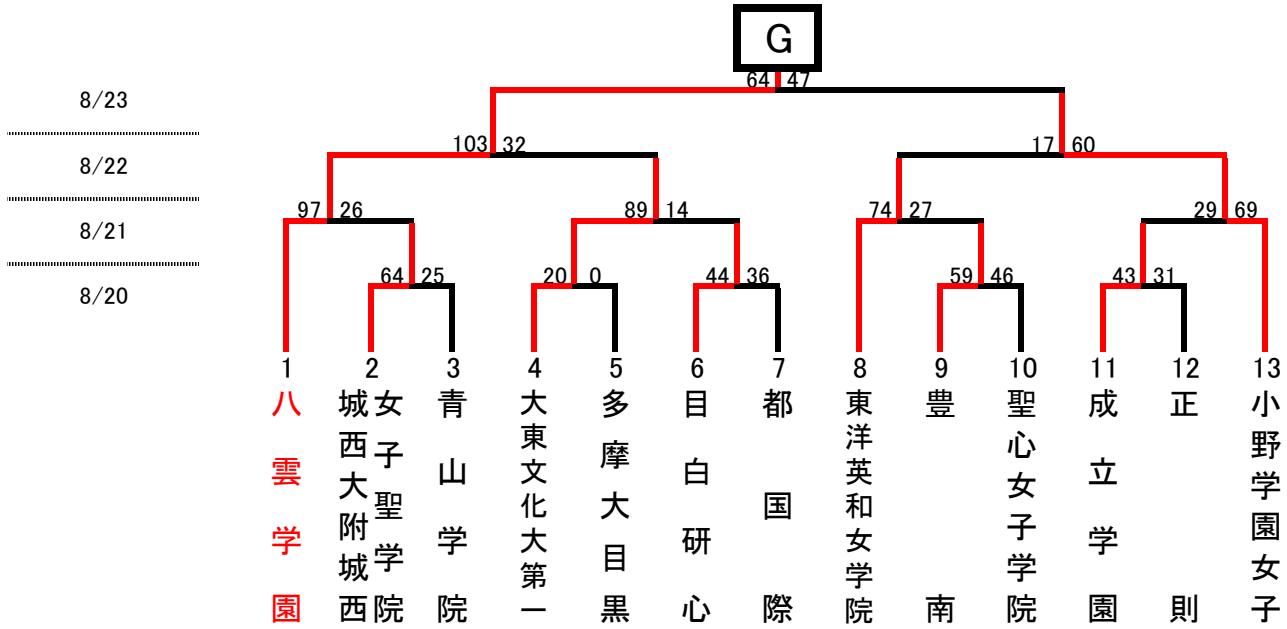 G
64 47
8/23
103 32
17 60
8/22
97 26
89 14
74 27
29 69
8/21
64 25
20 0
44 36
59 46
43 31
8/20
1 2 3 4 5 6 7 8 9 10 11 12 13
八雲学園
城西大附城西
女子聖学院
青山学院
大東文化大第一
多摩大目黒
目白研心
都国際
東洋英和女学院
豊南
聖心女子学院
成立学園
正則
小野学園女子